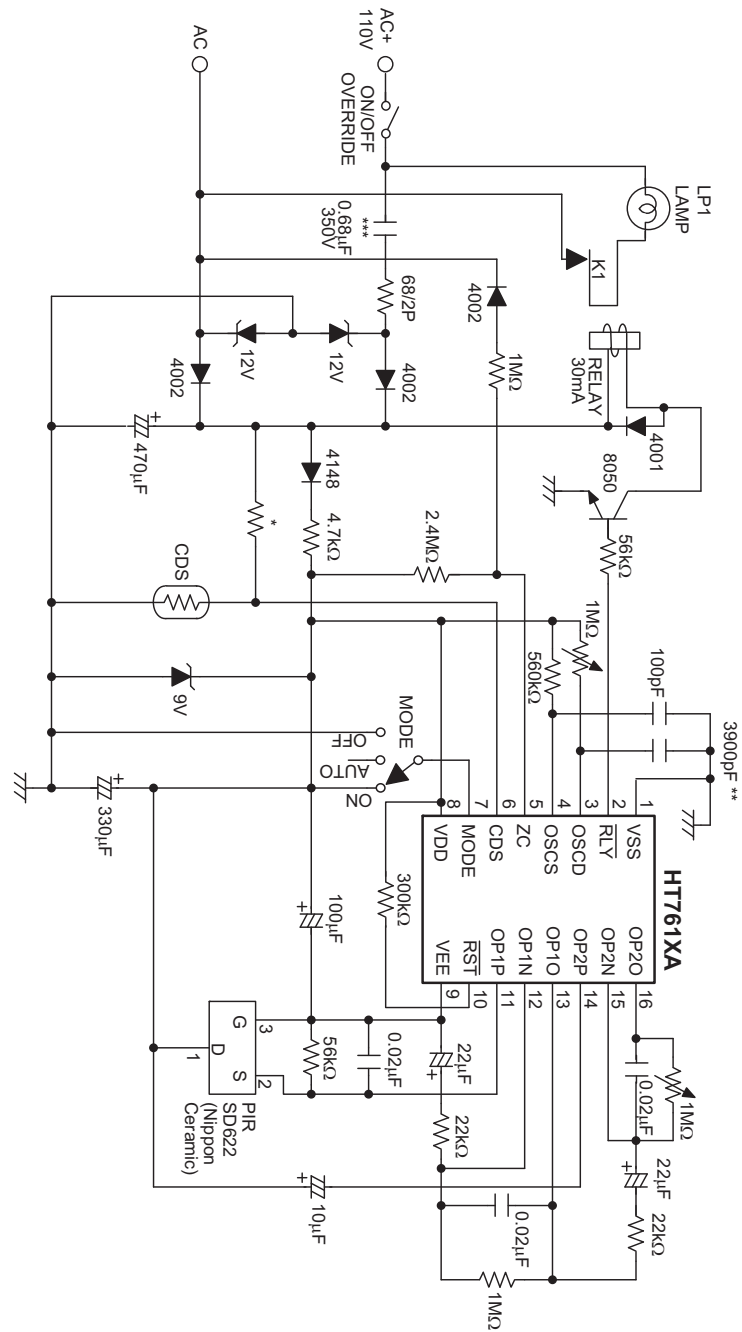 LP1
LAMP
K1
RELAY
30mA
4001
8050
56kΩ
3900pF **
100pF
1MΩ
560kΩ
AC+
110V
ON/OFF
OVERRIDE
***
0.68μF
350V
68/2P
4002
1MΩ
2.4MΩ
12V
12V
4002
4002
AC
4148
4.7kΩ
*
470μF
CDS
9V
MODE
OFF
AUTO
ON
330μF
HT761XA
1 VSS
2 RLY
3 OSCD
4 OSCS
5 ZC
6 CDS
7 MODE
8 VDD
OP2O 16
OP2N 15
OP2P 14
OP1O 13
OP1N 12
OP1P 11
RST 10
VEE 9
300kΩ
100μF
1MΩ
0.02μF
22μF
22kΩ
22μF
22kΩ
0.02μF
56kΩ
0.02μF
1MΩ
10μF
G 3
D 1
S 2
PIR
SD622
(Nippon
Ceramic)
+
+
+
+
+
+